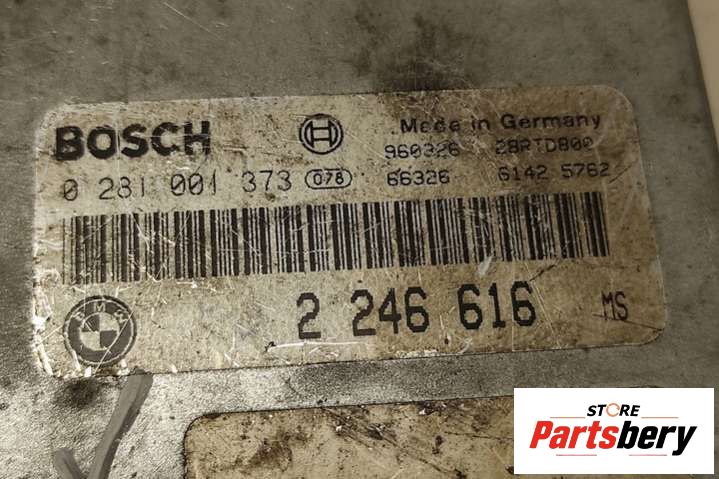 BOSCH Made in Germany
960326 28RTD800
0 281 001 373 078 66326 6142 5762
BMW
2 246 616 MS
STORE
Partsbery